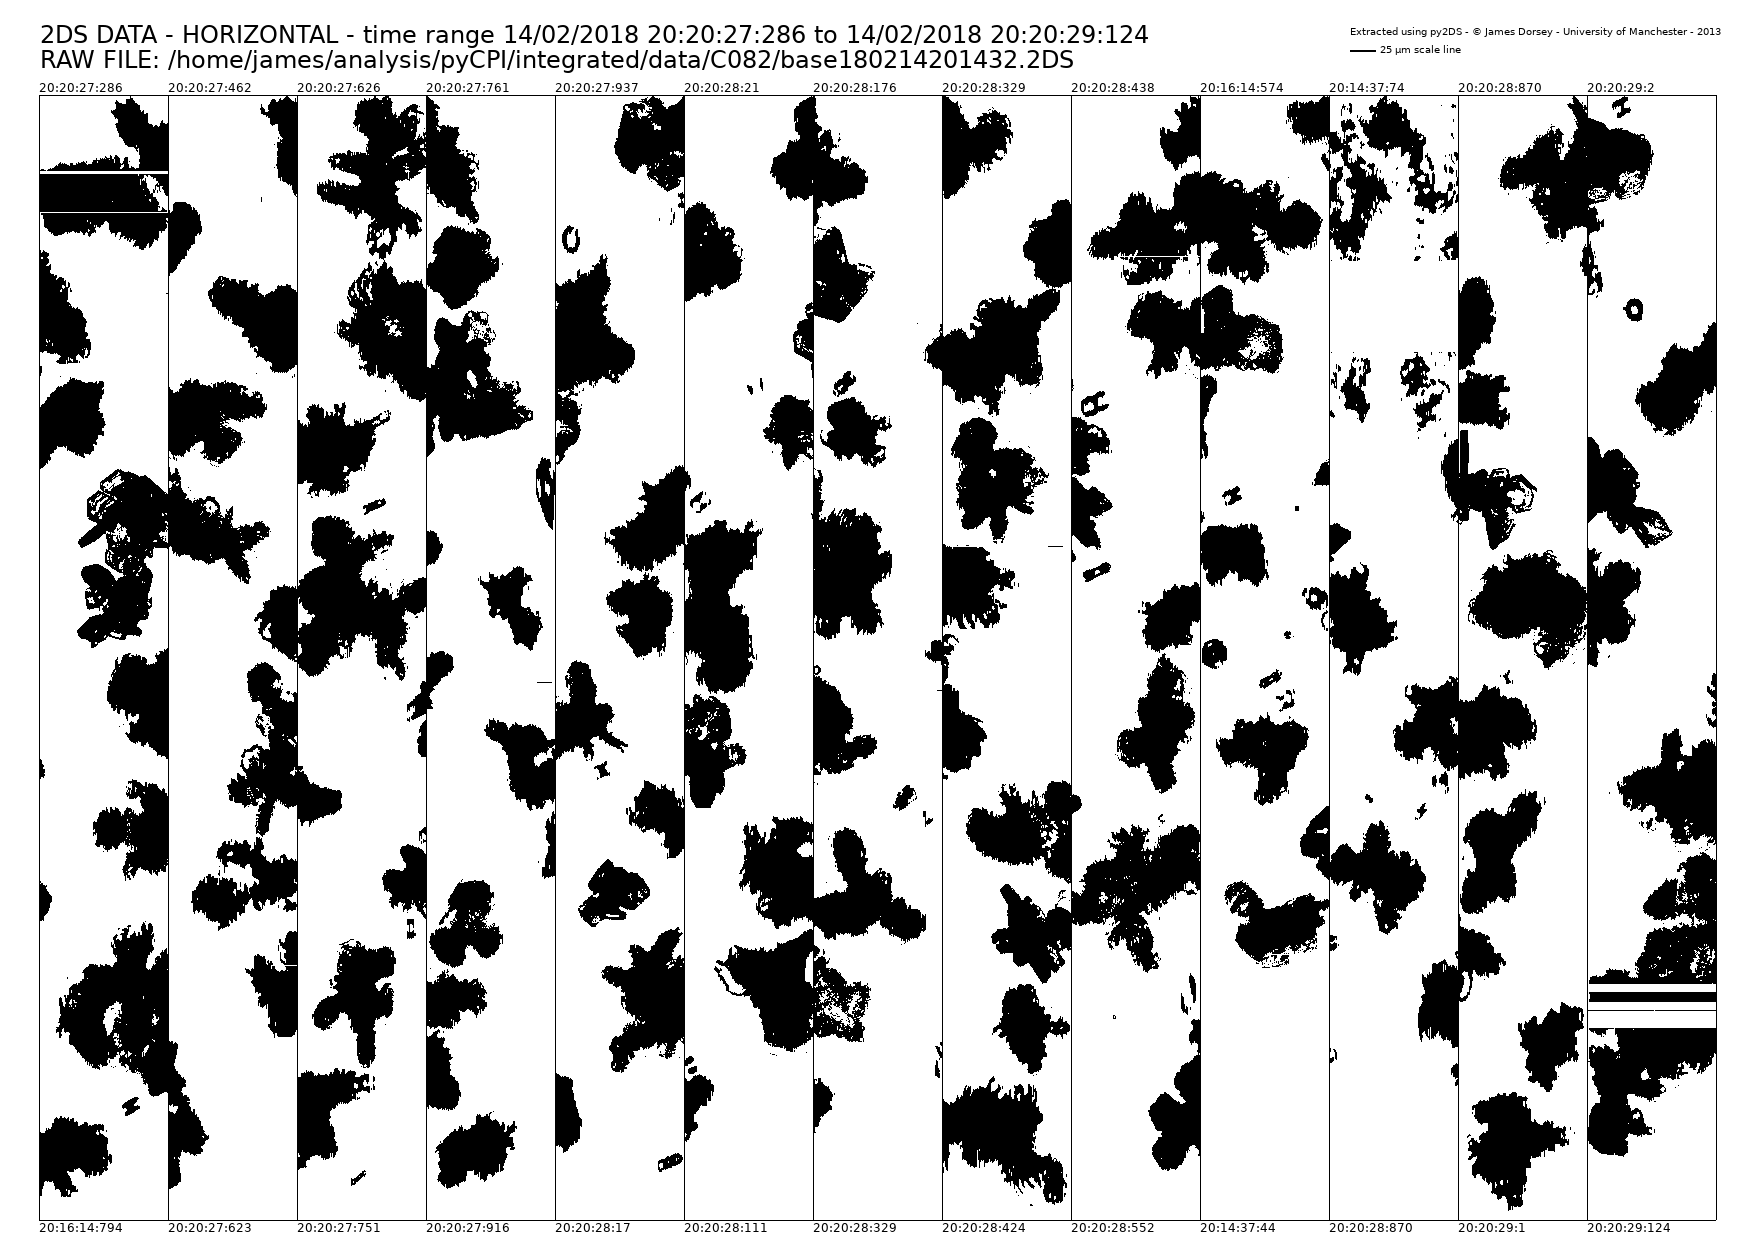 2DS DATA - HORIZONTAL - time range 14/02/2018 20:20:27:286 to 14/02/2018 20:20:29:124
RAW FILE: /home/james/analysis/pyCPI/integrated/data/C082/base180214201432.2DS
Extracted using py2DS - © James Dorsey - University of Manchester - 2013
25 µm scale line
20:20:27:286 20:20:27:462 20:20:27:626 20:20:27:761 20:20:27:937 20:20:28:21 20:20:28:176 20:20:28:329 20:20:28:438 20:16:14:574 20:14:37:74 20:20:28:870 20:20:29:2
20:16:14:794 20:20:27:623 20:20:27:751 20:20:27:916 20:20:28:17 20:20:28:111 20:20:28:329 20:20:28:424 20:20:28:552 20:14:37:44 20:20:28:870 20:20:29:1 20:20:29:124